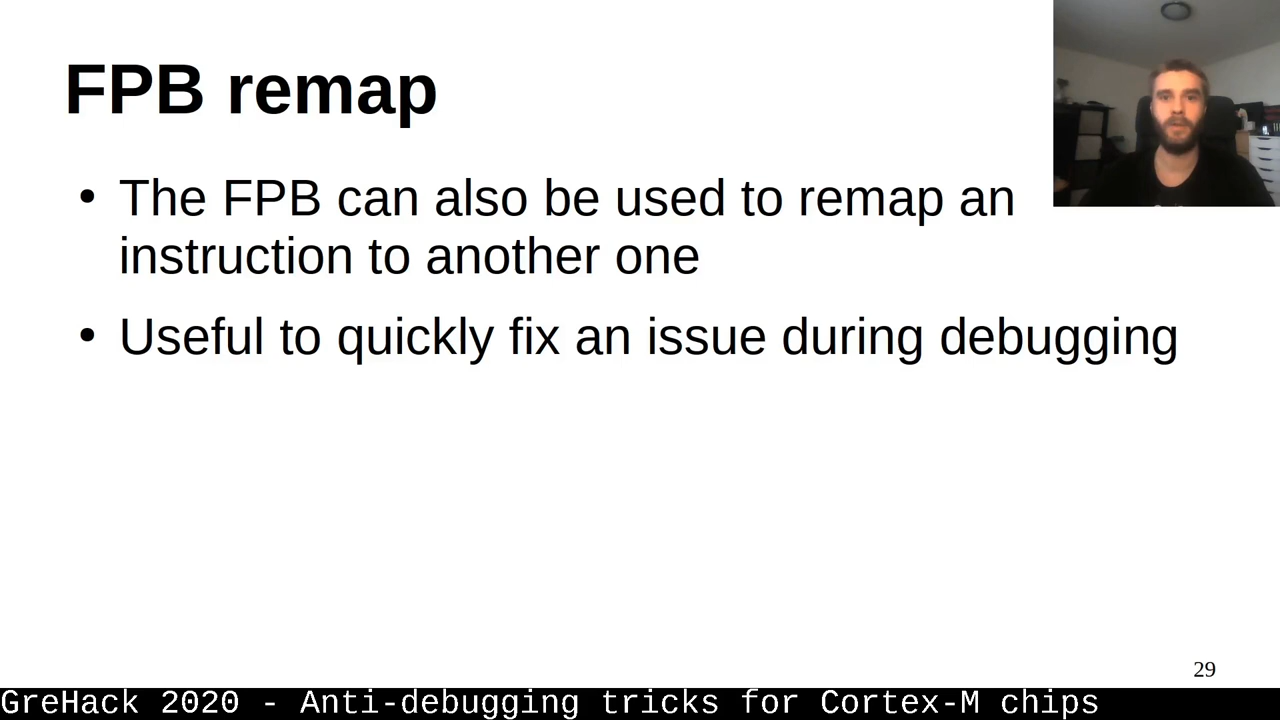 FPB remap
• The FPB can also be used to remap an
instruction to another one
• Useful to quickly fix an issue during debugging
29
GreHack 2020 - Anti-debugging tricks for Cortex-M chips